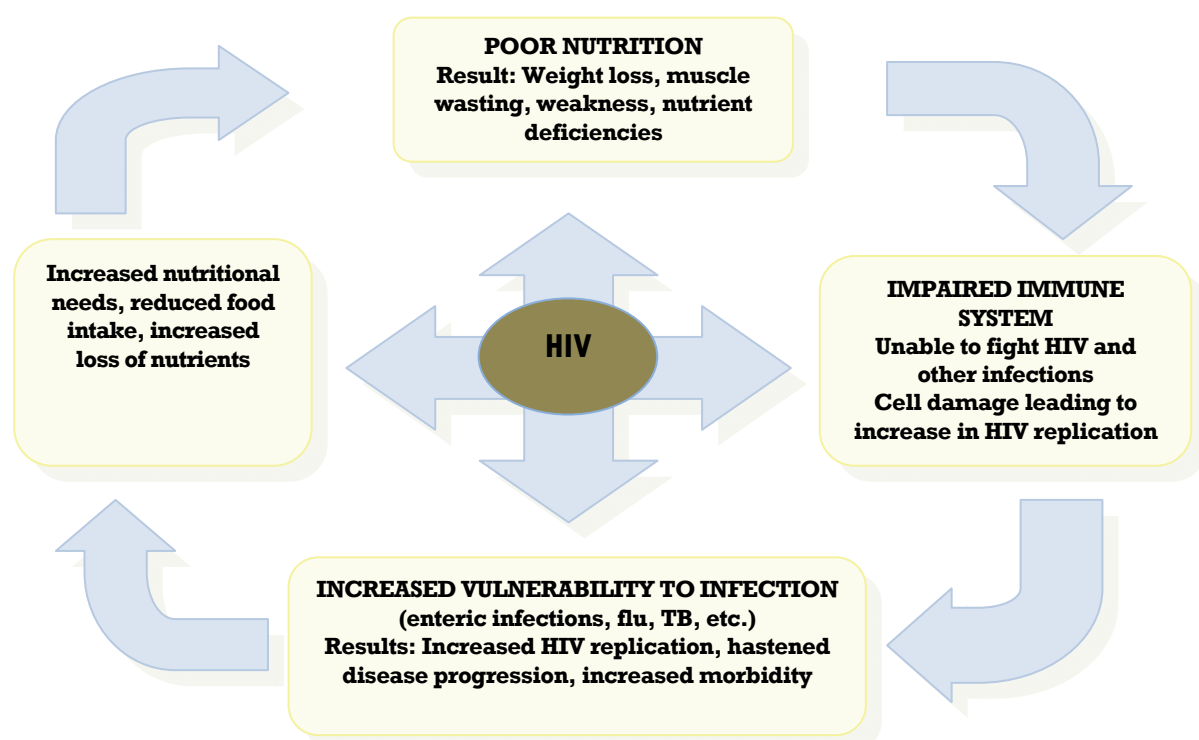 POOR NUTRITION
Result: Weight loss, muscle
wasting, weakness, nutrient
deficiencies
Increased nutritional
needs, reduced food
intake, increased
loss of nutrients
HIV
IMPAIRED IMMUNE
SYSTEM
Unable to fight HIV and
other infections
Cell damage leading to
increase in HIV replication
INCREASED VULNERABILITY TO INFECTION
(enteric infections, flu, TB, etc.)
Results: Increased HIV replication, hastened
disease progression, increased morbidity